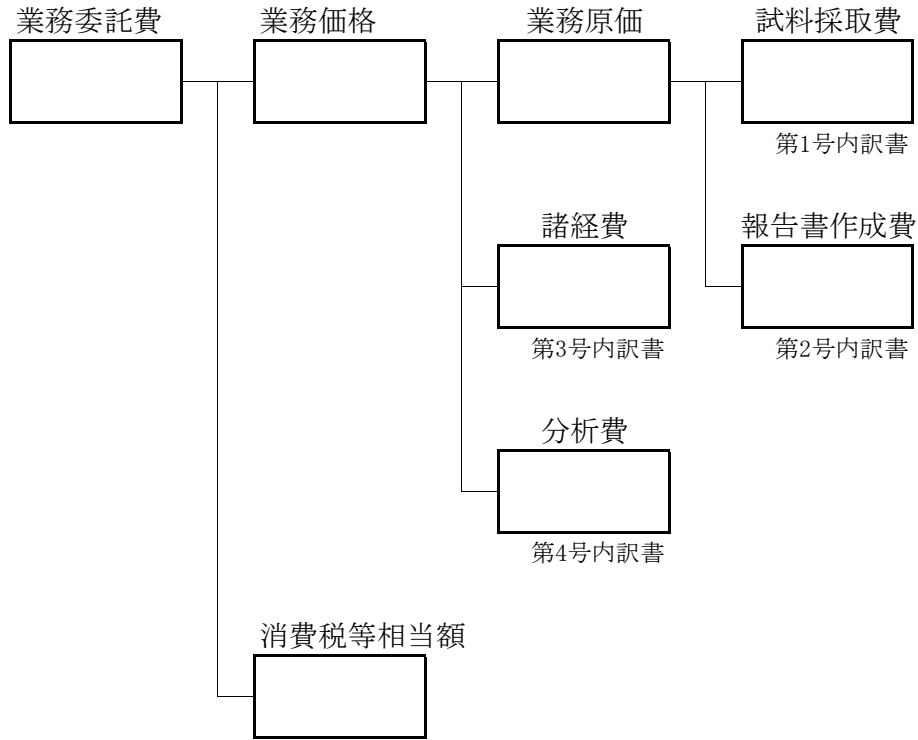 業務委託費
業務価格
業務原価
試料採取費
第1号内訳書
諸経費
報告書作成費
第3号内訳書
第2号内訳書
分析費
第4号内訳書
消費税等相当額